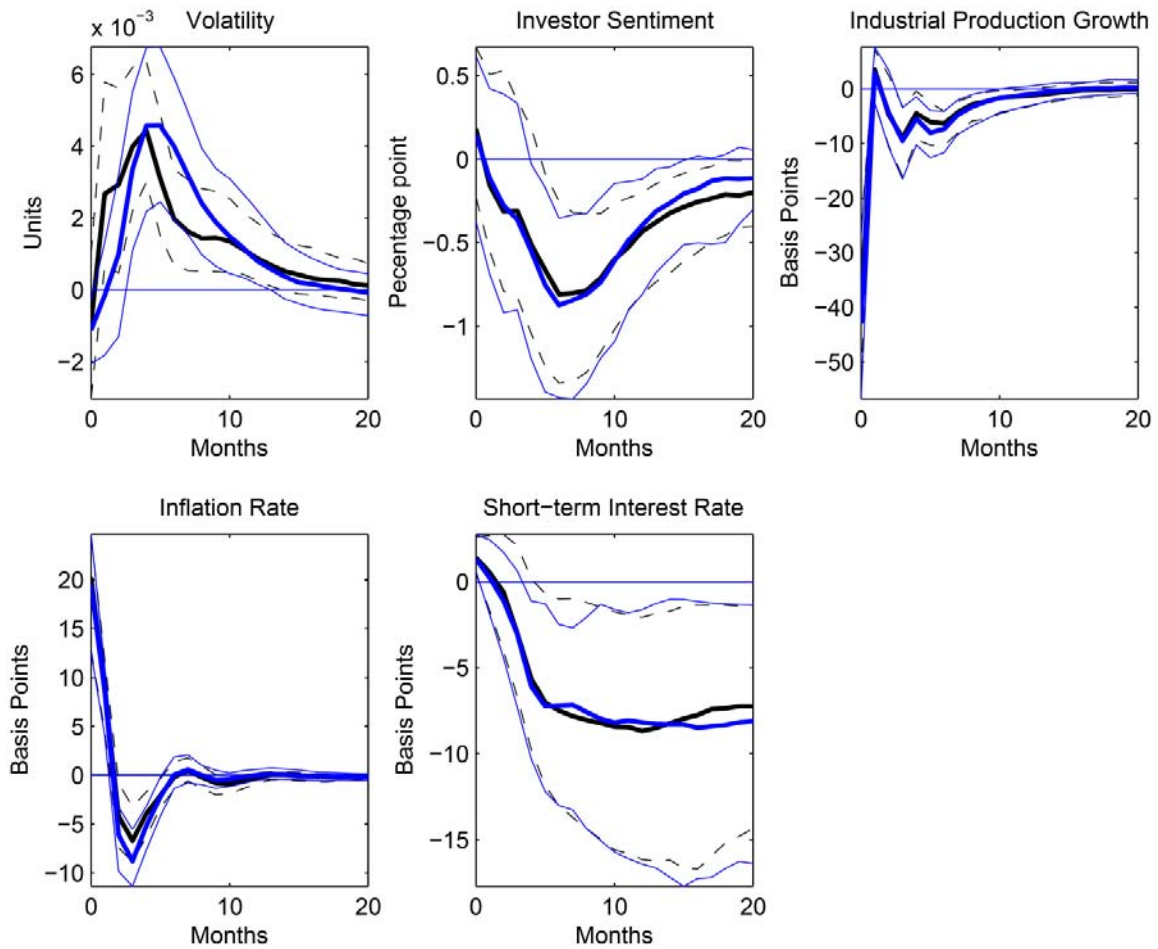 x 10⁻³ Volatility
6
4
2
0
−2
Units
0 10 20
Months
Investor Sentiment
0.5
0
−0.5
−1
Pecentage point
0 10 20
Months
Industrial Production Growth
0
−10
−20
−30
−40
−50
Basis Points
0 10 20
Months
Inflation Rate
20
15
10
5
0
−5
−10
Basis Points
0 10 20
Months
Short−term Interest Rate
0
−5
−10
−15
Basis Points
0 10 20
Months